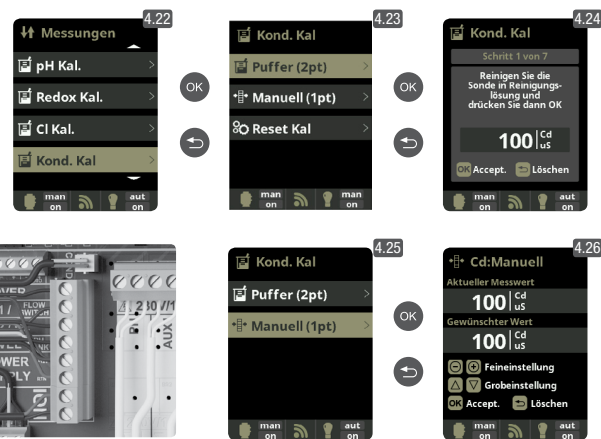 4.22
Messungen
pH Kal.
Redox Kal.
Cl Kal.
Kond. Kal
man
on
aut
on
OK
4.23
Kond. Kal
Puffer (2pt)
Manuell (1pt)
Reset Kal
man
on
man
on
OK
4.24
Kond. Kal
Schritt 1 von 7
Reinigen Sie die
Sonde in Reinigungs-
lösung und
drücken Sie dann OK
100 Cd
uS
OK Accept. Löschen
man
on
aut
on
FLOW
SWITCH
230V/1
AUX
4.25
Kond. Kal
Puffer (2pt)
Manuell (1pt)
man
on
aut
on
OK
4.26
Cd:Manuell
Aktueller Messwert
100 Cd
uS
Gewünschter Wert
100 Cd
uS
Feineinstellung
Grobeinstellung
OK Accept. Löschen
man
on
aut
on